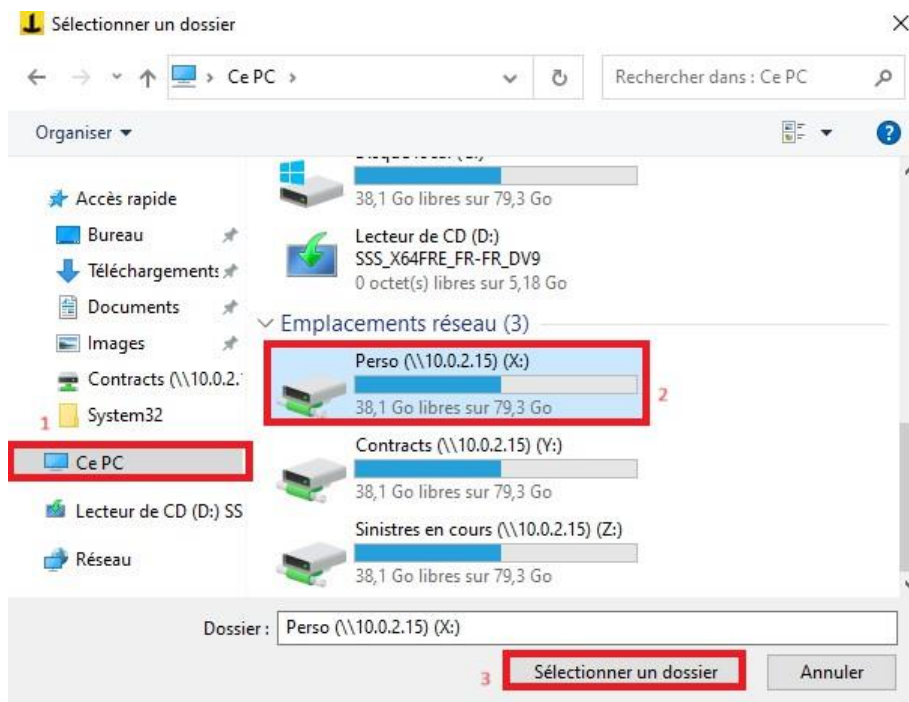 Sélectionner un dossier
Ce PC
Rechercher dans : Ce PC
Organiser
Accès rapide
Bureau
Téléchargements
Documents
Images
Contracts (\\10.0.2.
1
System32
Ce PC
Lecteur de CD (D:) SS
Réseau
38,1 Go libres sur 79,3 Go
Lecteur de CD (D:)
SSS_X64FRE_FR-FR_DV9
0 octet(s) libres sur 5,18 Go
Emplacements réseau (3)
Perso (\\10.0.2.15) (X:)
38,1 Go libres sur 79,3 Go
2
Contracts (\\10.0.2.15) (Y:)
38,1 Go libres sur 79,3 Go
Sinistres en cours (\\10.0.2.15) (Z:)
38,1 Go libres sur 79,3 Go
Dossier : Perso (\\10.0.2.15) (X:)
3
Sélectionner un dossier
Annuler